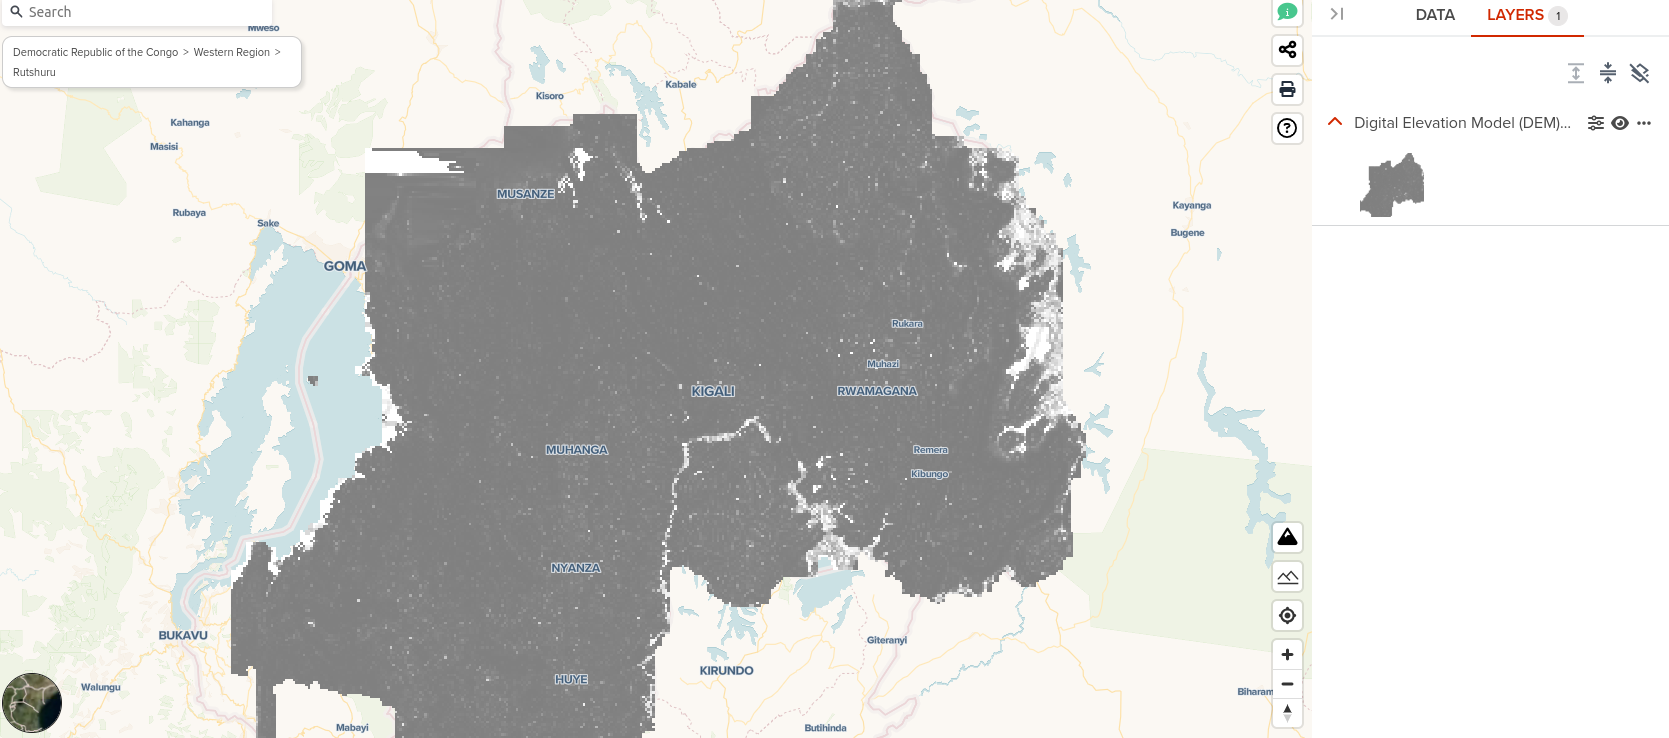 Search
Democratic Republic of the Congo > Western Region >
Rutshuru
DATA
LAYERS 1
Digital Elevation Model (DEM)...
Mweso
Kabale
Kisoro
Kahanga
Masisi
MUSANZE
Rubaya
Sake
Kayanga
Bugene
GOMA
Rukara
Muhazi
KIGALI
RWAMAGANA
MUHANGA
Remera
Kibungo
NYANZA
BUKAVU
Giteranyi
KIRUNDO
HUYE
Walungu
Biharam
Mabayi
Butihinda